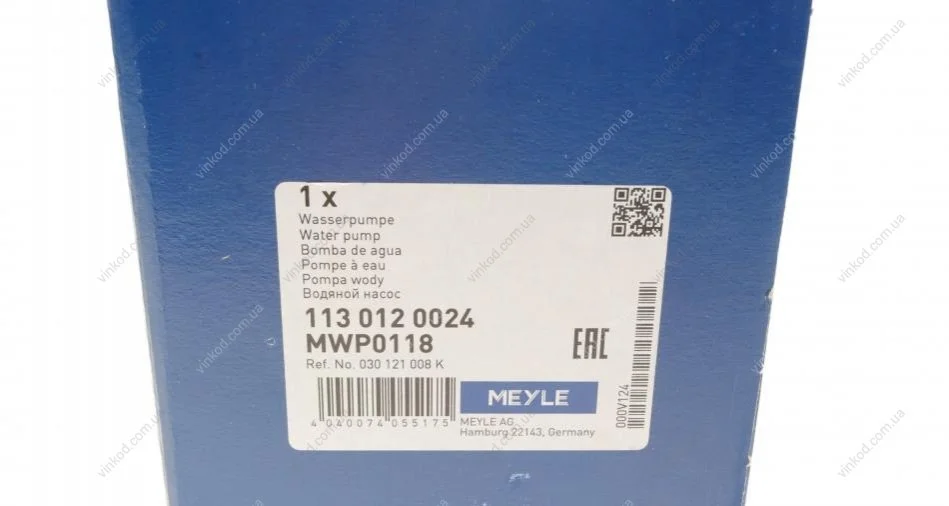 1 x
Wasserpumpe
Water pump
Bomba de agua
Pompe à eau
Pompa wody
Водяной насос
113 012 0024
MWP0118
Ref. No. 030 121 008 K
EAC
4 040074 055175
MEYLE
MEYLE AG
Hamburg 22143, Germany
000V124
vinkod.com.ua